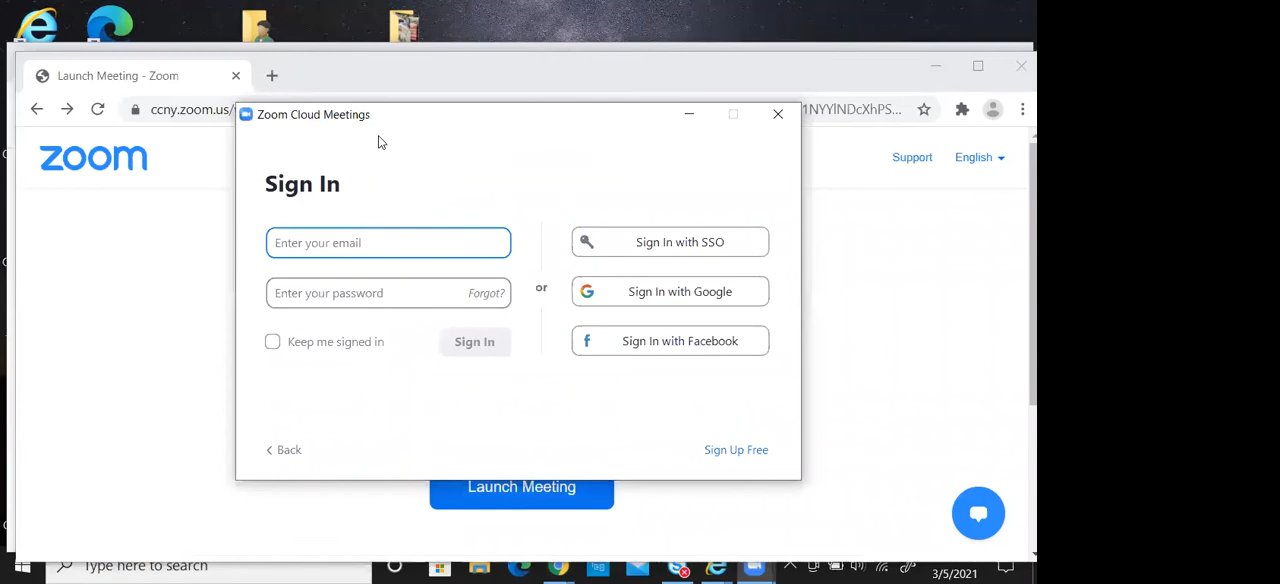 Launch Meeting - Zoom
ccny.zoom.us/
1NYYlNDcXhPS...
Zoom Cloud Meetings
zoom
Support
English
Sign In
Enter your email
Sign In with SSO
Enter your password
Forgot?
or
Sign In with Google
Keep me signed in
Sign In
Sign In with Facebook
Back
Sign Up Free
Launch Meeting
Type here to search
3/5/2021